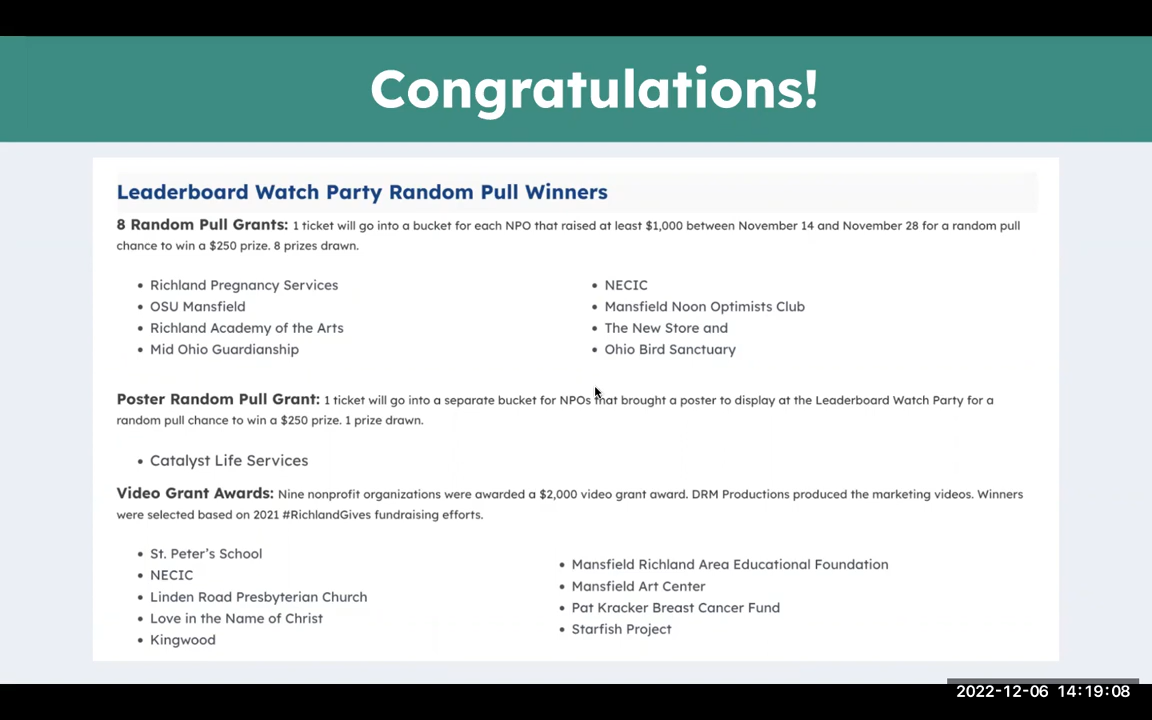 Congratulations!
Leaderboard Watch Party Random Pull Winners
8 Random Pull Grants: 1 ticket will go into a bucket for each NPO that raised at least $1,000 between November 14 and November 28 for a random pull
chance to win a $250 prize. 8 prizes drawn.
• Richland Pregnancy Services
• OSU Mansfield
• Richland Academy of the Arts
• Mid Ohio Guardianship
• NECIC
• Mansfield Noon Optimists Club
• The New Store and
• Ohio Bird Sanctuary
Poster Random Pull Grant: 1 ticket will go into a separate bucket for NPOs that brought a poster to display at the Leaderboard Watch Party for a
random pull chance to win a $250 prize. 1 prize drawn.
• Catalyst Life Services
Video Grant Awards: Nine nonprofit organizations were awarded a $2,000 video grant award. DRM Productions produced the marketing videos. Winners
were selected based on 2021 #RichlandGives fundraising efforts.
• St. Peter’s School
• NECIC
• Linden Road Presbyterian Church
• Love in the Name of Christ
• Kingwood
• Mansfield Richland Area Educational Foundation
• Mansfield Art Center
• Pat Kracker Breast Cancer Fund
• Starfish Project
2022-12-06 14:19:08